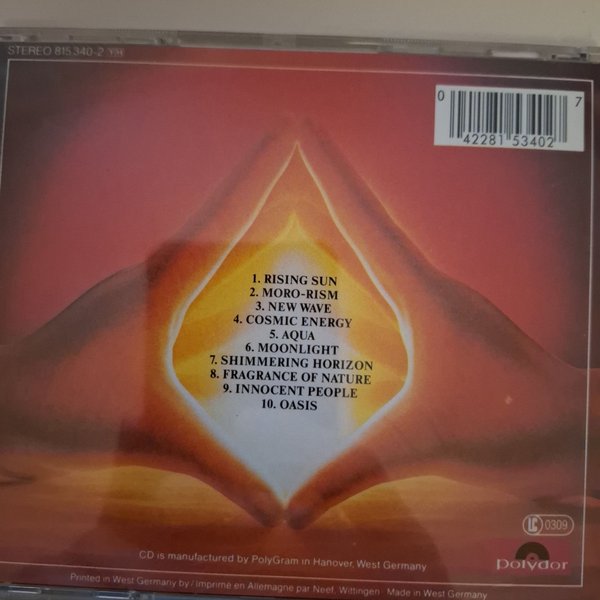 STEREO 815 340-2
0 42281 53402 7
1. RISING SUN
2. MORO-RISM
3. NEW WAVE
4. COSMIC ENERGY
5. AQUA
6. MOONLIGHT
7. SHIMMERING HORIZON
8. FRAGRANCE OF NATURE
9. INNOCENT PEOPLE
10. OASIS
LC 0309
CD is manufactured by PolyGram in Hanover, West Germany
Polydor
Printed in West Germany by / Imprimé en Allemagne par Neef, Wittingen · Made in West Germany